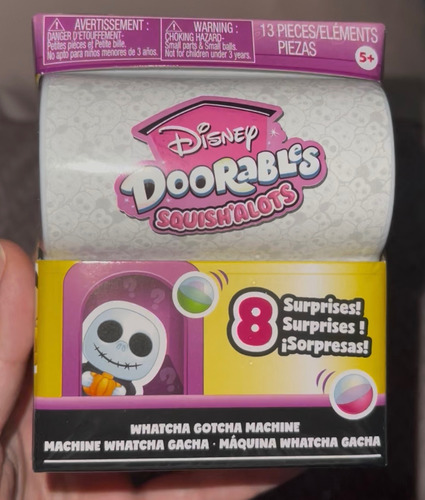 AVERTISSEMENT :
DANGER D'ÉTOUFFEMENT-
Petites pièces et Petite bille.
No apto para niños menores de 3 años.
WARNING :
CHOKING HAZARD-
Small parts & Small balls.
Not for children under 3 years.
13 PIECES/ÉLÉMENTS
PIEZAS
5+
Disney
Doorables
Squish'Alots
8
Surprises!
Surprises !
¡Sorpresas!
WHATCHA GOTCHA MACHINE
MACHINE WHATCHA GACHA · MÁQUINA WHATCHA GACHA